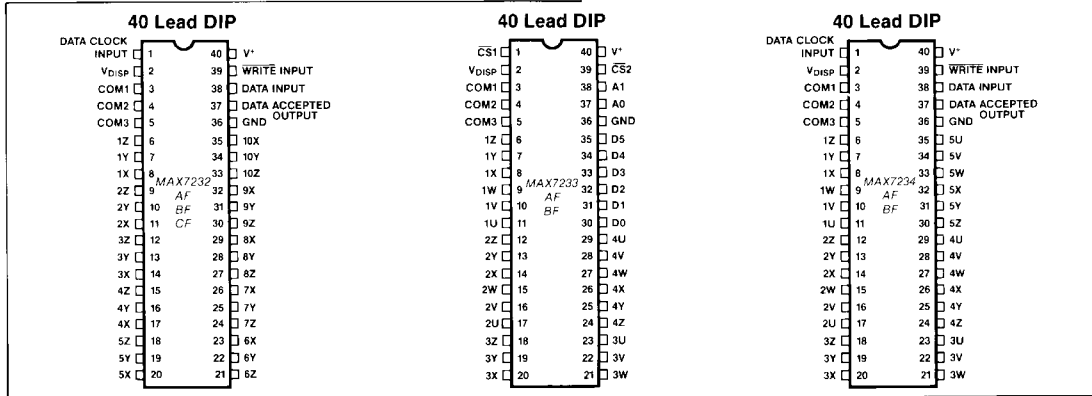 40 Lead DIP
DATA CLOCK
INPUT 1 40 V+
VDISP 2 39 WRITE INPUT
COM1 3 38 DATA INPUT
COM2 4 37 DATA ACCEPTED
OUTPUT
COM3 5 36 GND
1Z 6 35 10X
1Y 7 34 10Y
1X 8 33 10Z
MAX7232
2Z 9 32 9X
AF
2Y 10 31 9Y
BF
2X 11 30 9Z
CF
3Z 12 29 8X
3Y 13 28 8Y
3X 14 27 8Z
4Z 15 26 7X
4Y 16 25 7Y
4X 17 24 7Z
5Z 18 23 6X
5Y 19 22 6Y
5X 20 21 6Z
40 Lead DIP
CS1 1 40 V+
VDISP 2 39 CS2
COM1 3 38 A1
COM2 4 37 A0
COM3 5 36 GND
1Z 6 35 D5
1Y 7 34 D4
1X 8 33 D3
MAX7233
1W 9 32 D2
AF
1V 10 31 D1
BF
1U 11 30 D0
2Z 12 29 4U
2Y 13 28 4V
2X 14 27 4W
2W 15 26 4X
2V 16 25 4Y
2U 17 24 4Z
3Z 18 23 3U
3Y 19 22 3V
3X 20 21 3W
40 Lead DIP
DATA CLOCK
INPUT 1 40 V+
VDISP 2 39 WRITE INPUT
COM1 3 38 DATA INPUT
COM2 4 37 DATA ACCEPTED
OUTPUT
COM3 5 36 GND
1Z 6 35 5U
1Y 7 34 5V
1X 8 33 5W
MAX7234
1W 9 32 5X
AF
1V 10 31 5Y
BF
1U 11 30 5Z
2Z 12 29 4U
2Y 13 28 4V
2X 14 27 4W
2W 15 26 4X
2V 16 25 4Y
2U 17 24 4Z
3Z 18 23 3U
3Y 19 22 3V
3X 20 21 3W